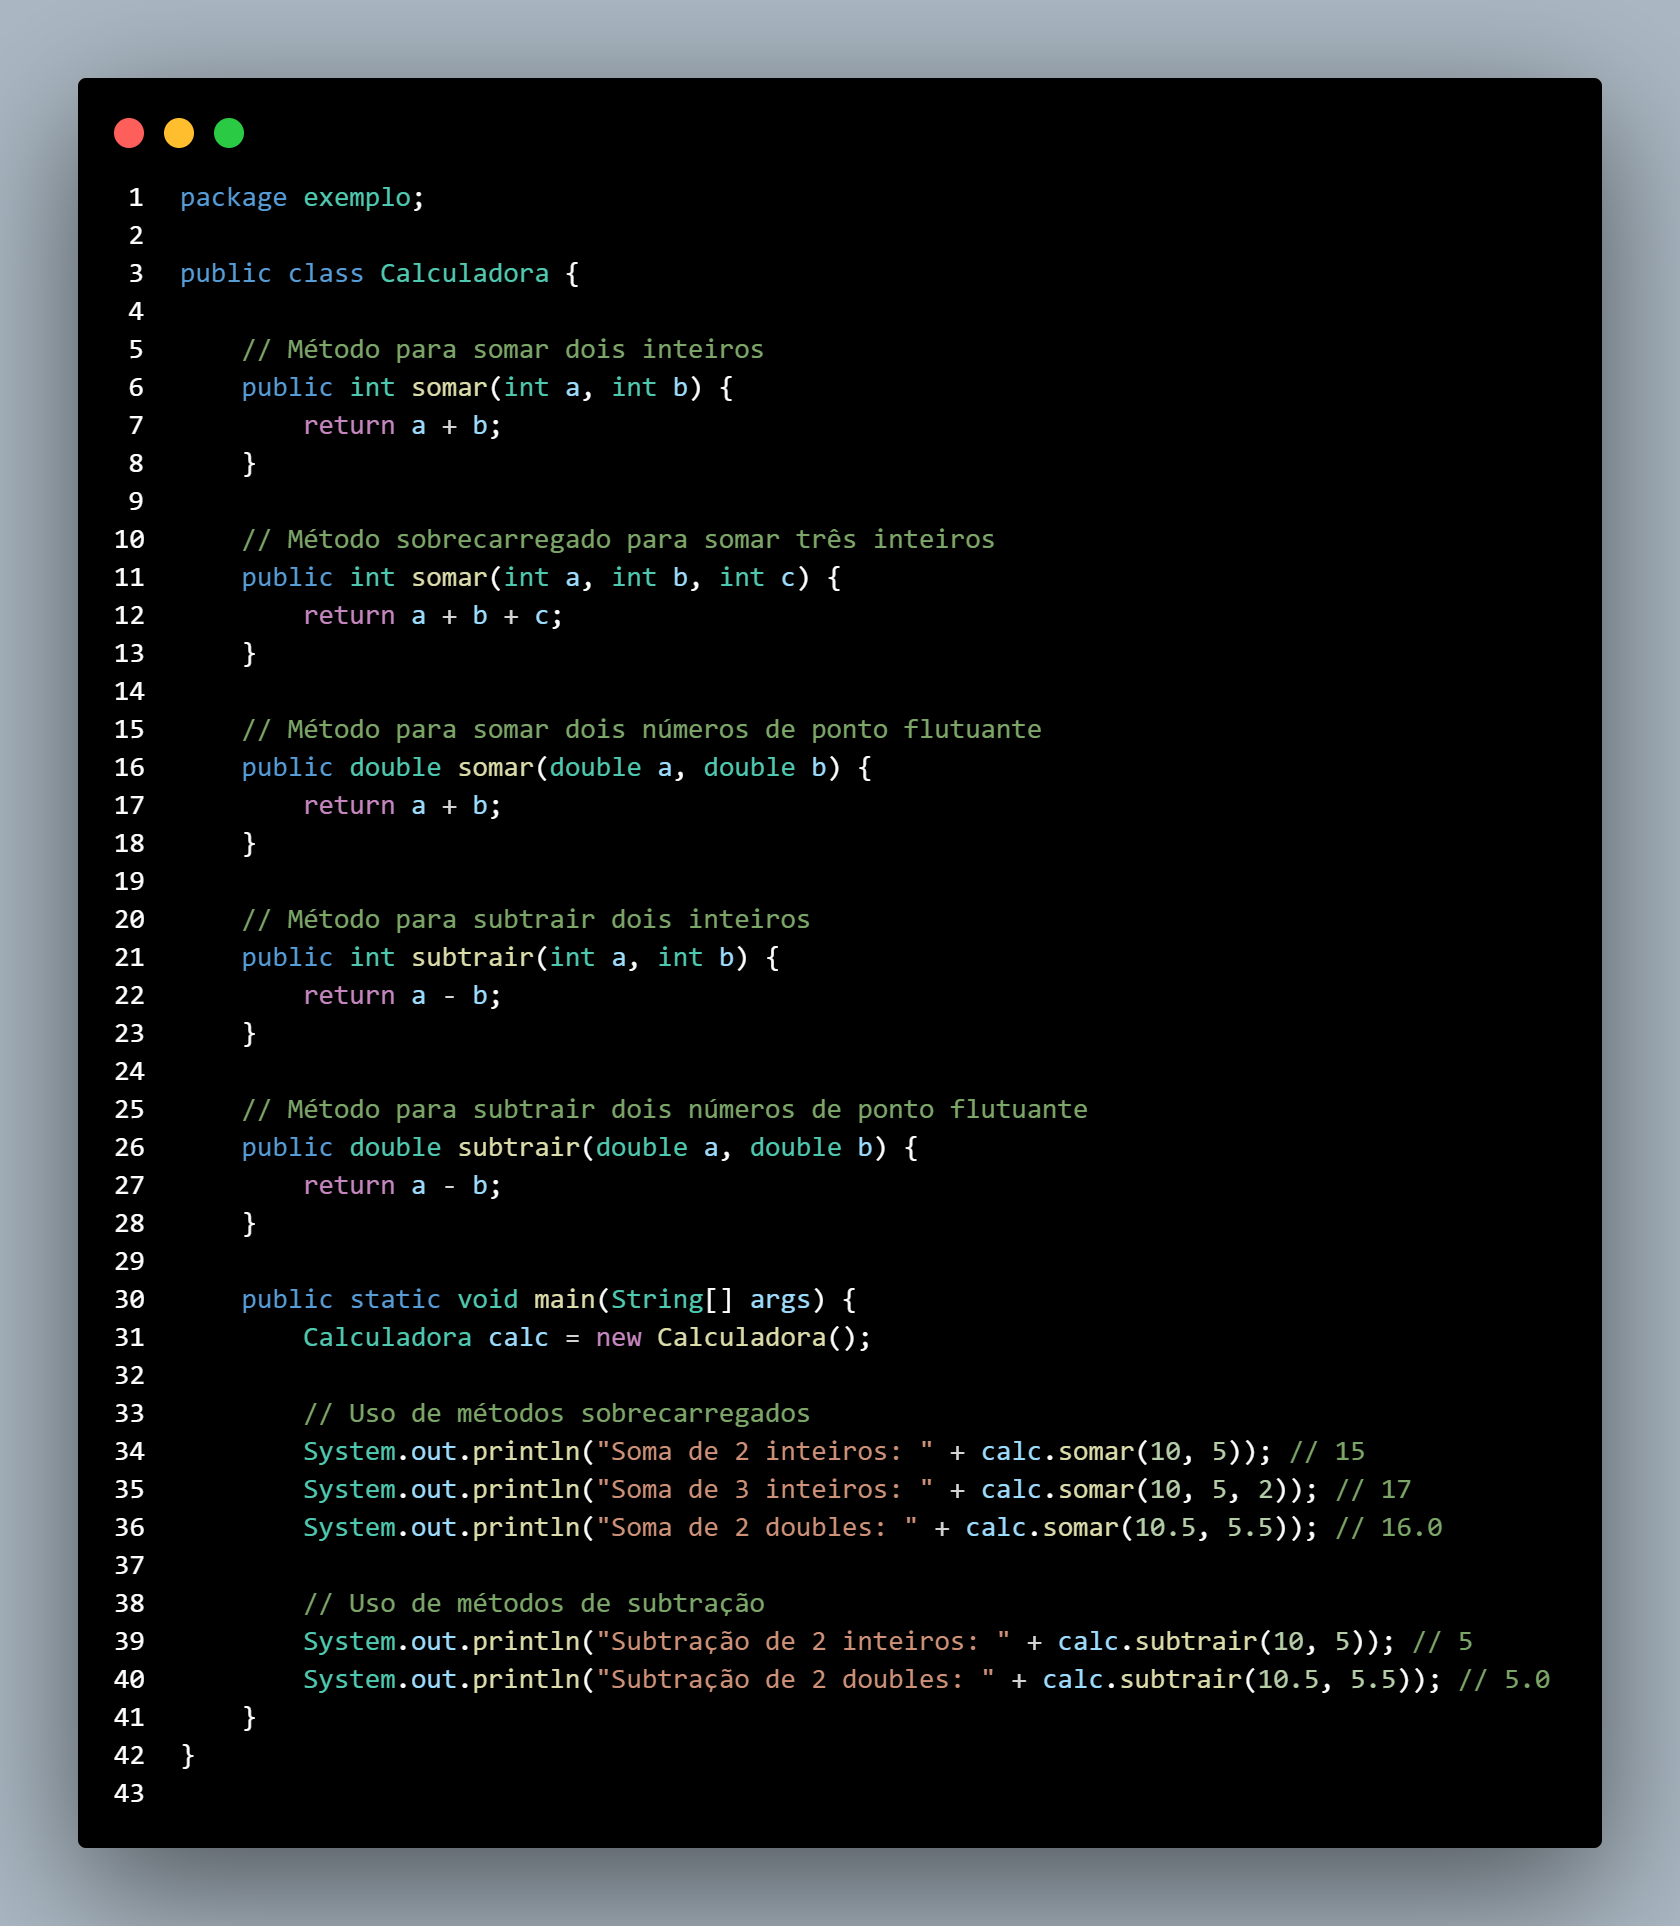 1 package exemplo;
2
3 public class Calculadora {
4
5     // Método para somar dois inteiros
6     public int somar(int a, int b) {
7         return a + b;
8     }
9
10     // Método sobrecarregado para somar três inteiros
11     public int somar(int a, int b, int c) {
12         return a + b + c;
13     }
14
15     // Método para somar dois números de ponto flutuante
16     public double somar(double a, double b) {
17         return a + b;
18     }
19
20     // Método para subtrair dois inteiros
21     public int subtrair(int a, int b) {
22         return a - b;
23     }
24
25     // Método para subtrair dois números de ponto flutuante
26     public double subtrair(double a, double b) {
27         return a - b;
28     }
29
30     public static void main(String[] args) {
31         Calculadora calc = new Calculadora();
32
33         // Uso de métodos sobrecarregados
34         System.out.println("Soma de 2 inteiros: " + calc.somar(10, 5)); // 15
35         System.out.println("Soma de 3 inteiros: " + calc.somar(10, 5, 2)); // 17
36         System.out.println("Soma de 2 doubles: " + calc.somar(10.5, 5.5)); // 16.0
37
38         // Uso de métodos de subtração
39         System.out.println("Subtração de 2 inteiros: " + calc.subtrair(10, 5)); // 5
40         System.out.println("Subtração de 2 doubles: " + calc.subtrair(10.5, 5.5)); // 5.0
41     }
42 }
43